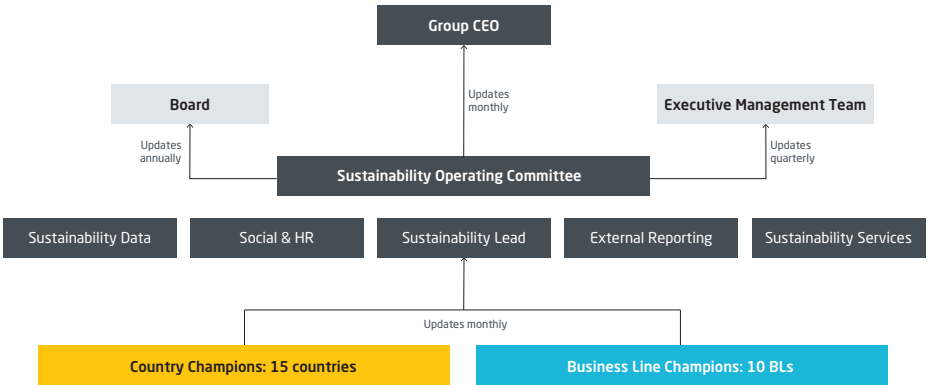 Group CEO
Updates
monthly
Board
Executive Management Team
Updates
annually
Updates
quarterly
Sustainability Operating Committee
Sustainability Data
Social & HR
Sustainability Lead
External Reporting
Sustainability Services
Updates monthly
Country Champions: 15 countries
Business Line Champions: 10 BLs